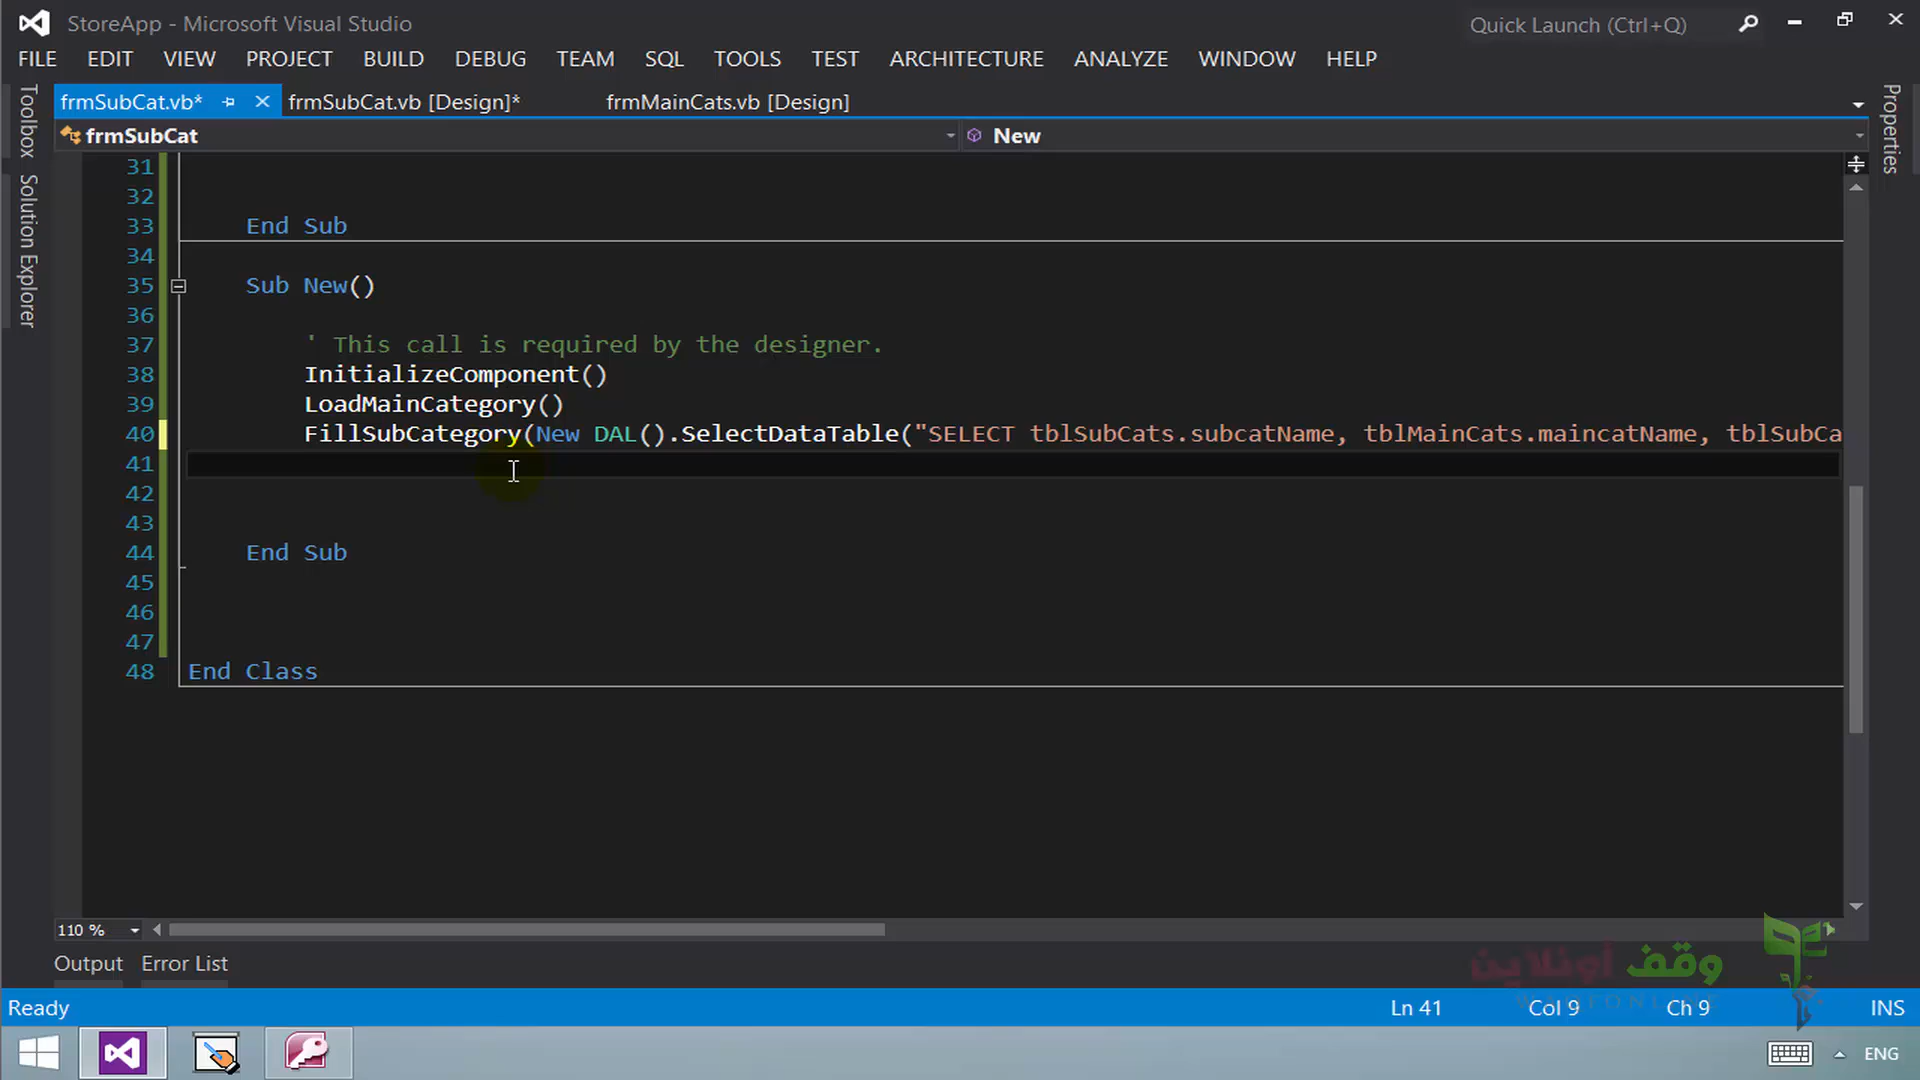 StoreApp - Microsoft Visual Studio
Quick Launch (Ctrl+Q)
FILE EDIT VIEW PROJECT BUILD DEBUG TEAM SQL TOOLS TEST ARCHITECTURE ANALYZE WINDOW HELP
frmSubCat.vb* frmSubCat.vb [Design]* frmMainCats.vb [Design]
frmSubCat New
Toolbox
Solution Explorer
Properties
31
32
33 End Sub
34
35 Sub New()
36
37 ' This call is required by the designer.
38 InitializeComponent()
39 LoadMainCategory()
40 FillSubCategory(New DAL().SelectDataTable("SELECT tblSubCats.subcatName, tblMainCats.maincatName, tblSubCa
41
42
43
44 End Sub
45
46
47
48 End Class
110 %
Output Error List
وقف أونلاين
Ready Ln 41 Col 9 Ch 9 INS
ENG